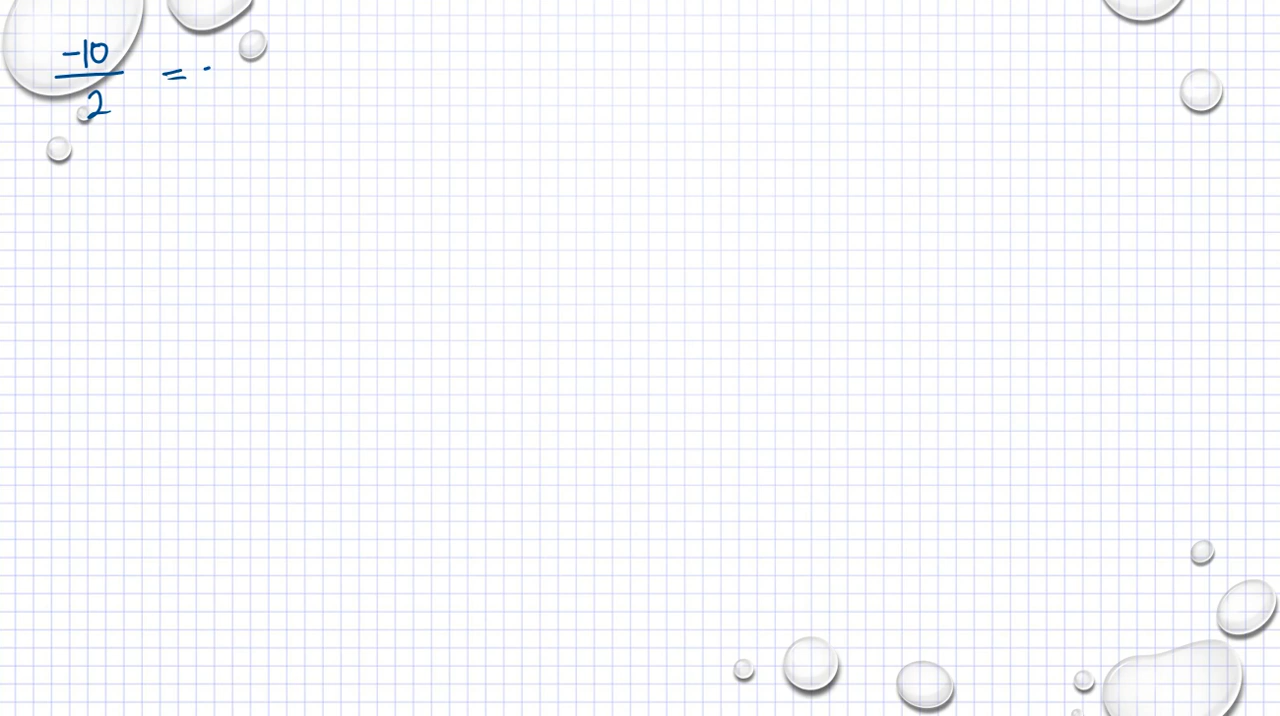 -10/2 = -